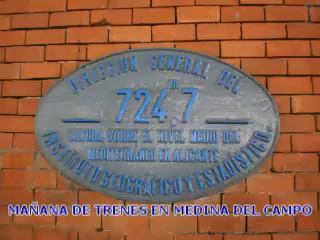 DIRECCION GENERAL DEL
m
724,7
ALTURA SOBRE EL NIVEL MEDIO DEL
MEDITERRANEO EN ALICANTE
INSTITUTO GEOGRAFICO Y ESTADISTICO.
MAÑANA DE TRENES EN MEDINA DEL CAMPO